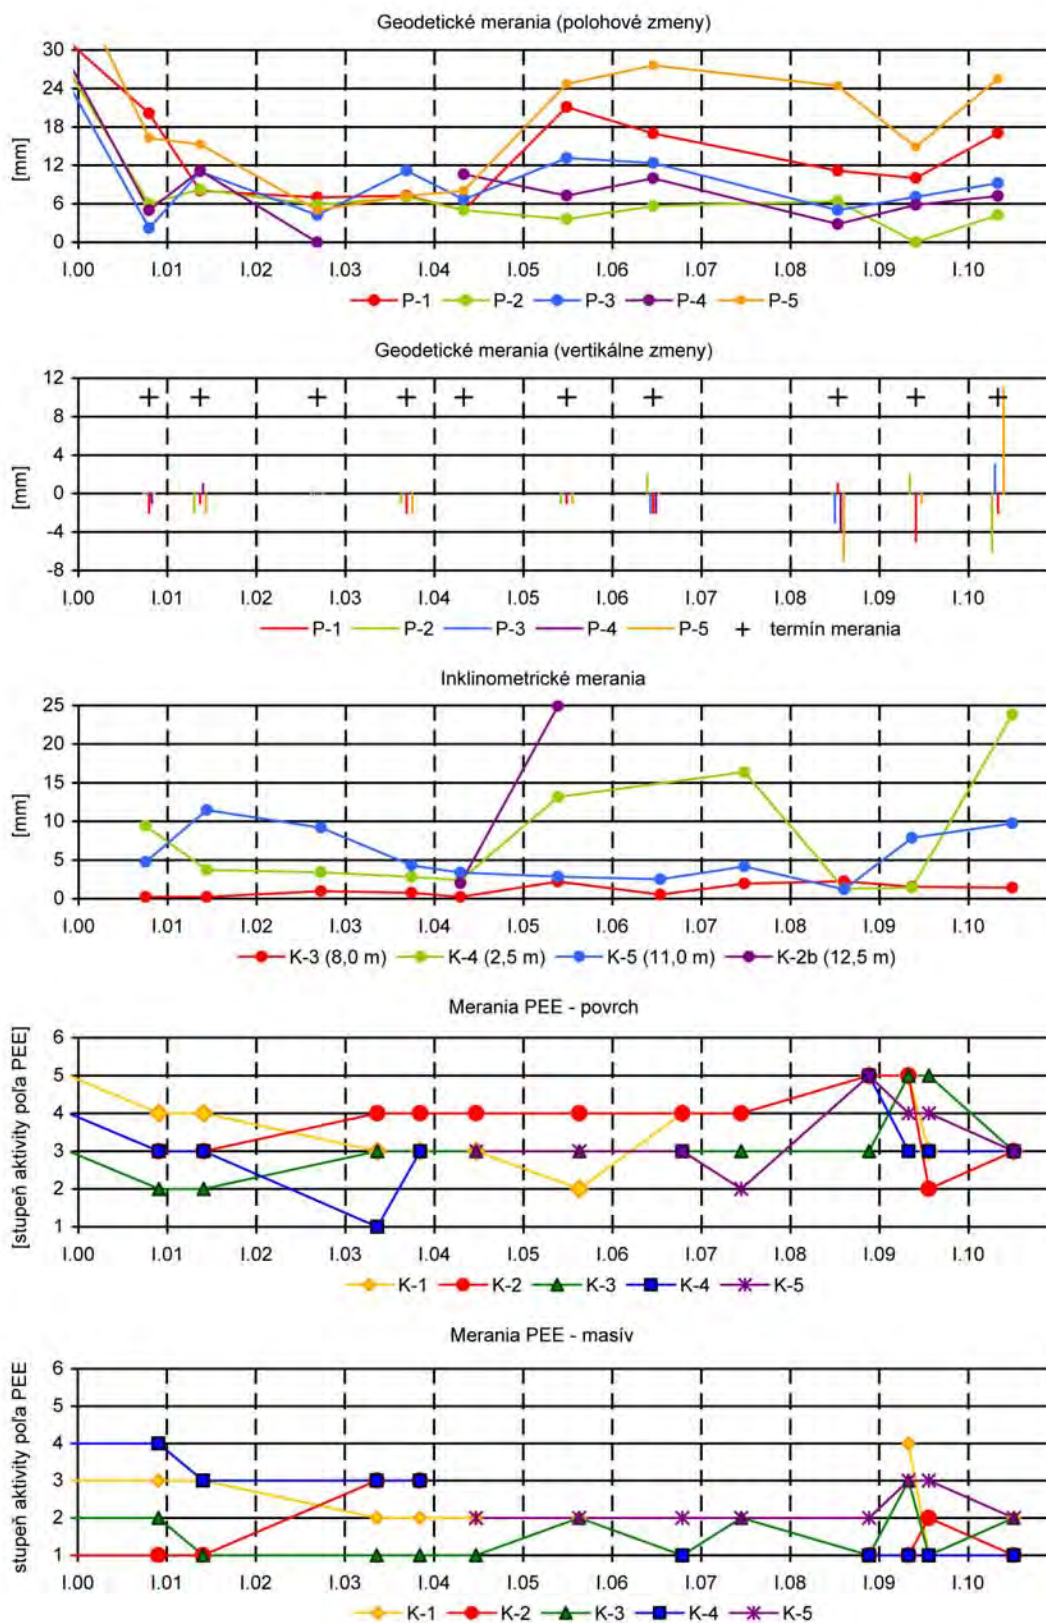 Geodetické merania (polohové zmeny)
30
24
18
12
6
0
[mm]
I.00 I.01 I.02 I.03 I.04 I.05 I.06 I.07 I.08 I.09 I.10
P-1 P-2 P-3 P-4 P-5
Geodetické merania (vertikálne zmeny)
12
8
4
0
-4
-8
[mm]
I.00 I.01 I.02 I.03 I.04 I.05 I.06 I.07 I.08 I.09 I.10
P-1 P-2 P-3 P-4 P-5 + termín merania
Inklinometrické merania
25
20
15
10
5
0
[mm]
I.00 I.01 I.02 I.03 I.04 I.05 I.06 I.07 I.08 I.09 I.10
K-3 (8,0 m) K-4 (2,5 m) K-5 (11,0 m) K-2b (12,5 m)
Merania PEE - povrch
6
5
4
3
2
1
[stupeň aktivity poľa PEE]
I.00 I.01 I.02 I.03 I.04 I.05 I.06 I.07 I.08 I.09 I.10
K-1 K-2 K-3 K-4 K-5
Merania PEE - masív
6
5
4
3
2
1
stupeň aktivity poľa PEE
I.00 I.01 I.02 I.03 I.04 I.05 I.06 I.07 I.08 I.09 I.10
K-1 K-2 K-3 K-4 K-5